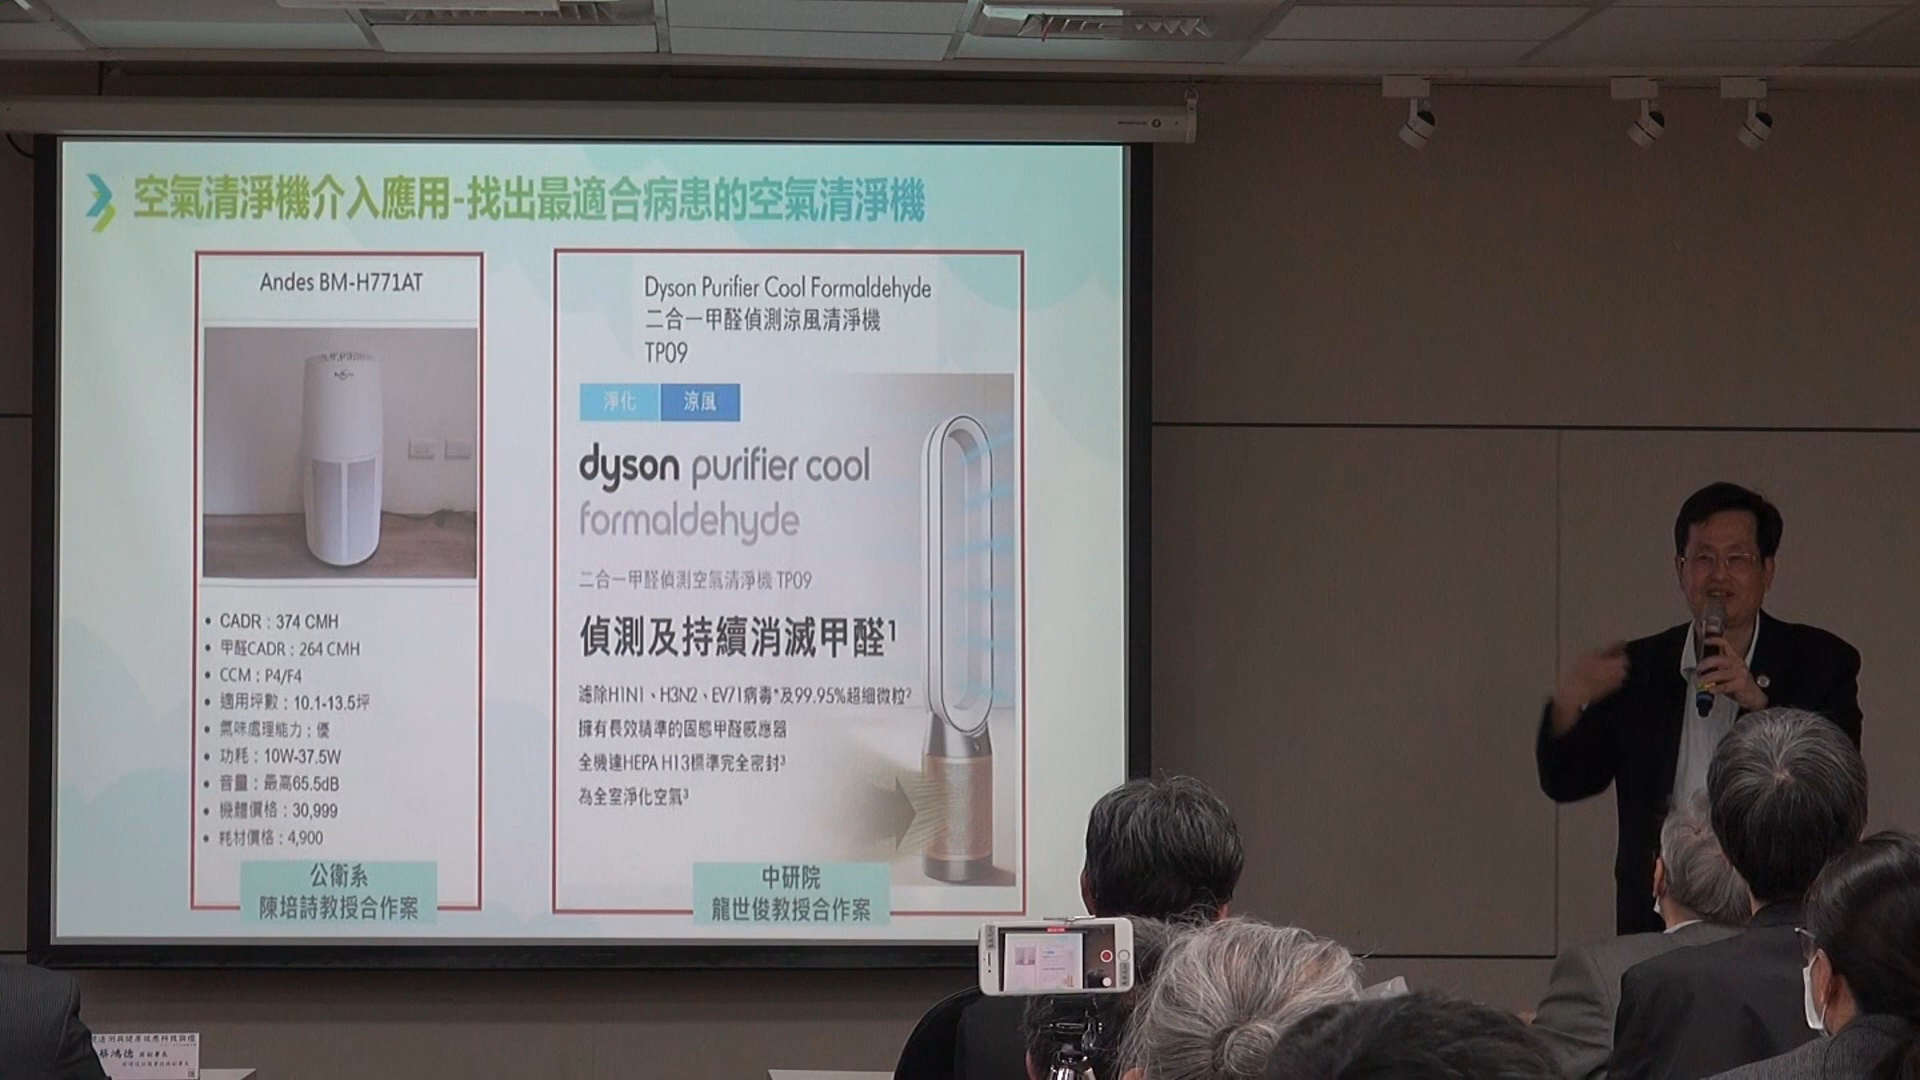 空氣清淨機介入應用-找出最適合病患的空氣清淨機
Andes BM-H771AT
• CADR：374 CMH
• 甲醛CADR：264 CMH
• CCM：P4/F4
• 適用坪數：10.1-13.5坪
• 氣味處理能力：優
• 功耗：10W-37.5W
• 音量：最高65.5dB
• 機體價格：30,999
• 耗材價格：4,900
公衛系
陳培詩教授合作案
Dyson Purifier Cool Formaldehyde
二合一甲醛偵測涼風清淨機
TP09
淨化 涼風
dyson purifier cool
formaldehyde
二合一甲醛偵測空氣清淨機 TP09
偵測及持續消滅甲醛1
濾除H1N1、H3N2、EV71病毒*及99.95%超細微粒2
擁有長效精準的固態甲醛感應器
全機達HEPA H13標準完全密封3
為全室淨化空氣3
中研院
龍世俊教授合作案